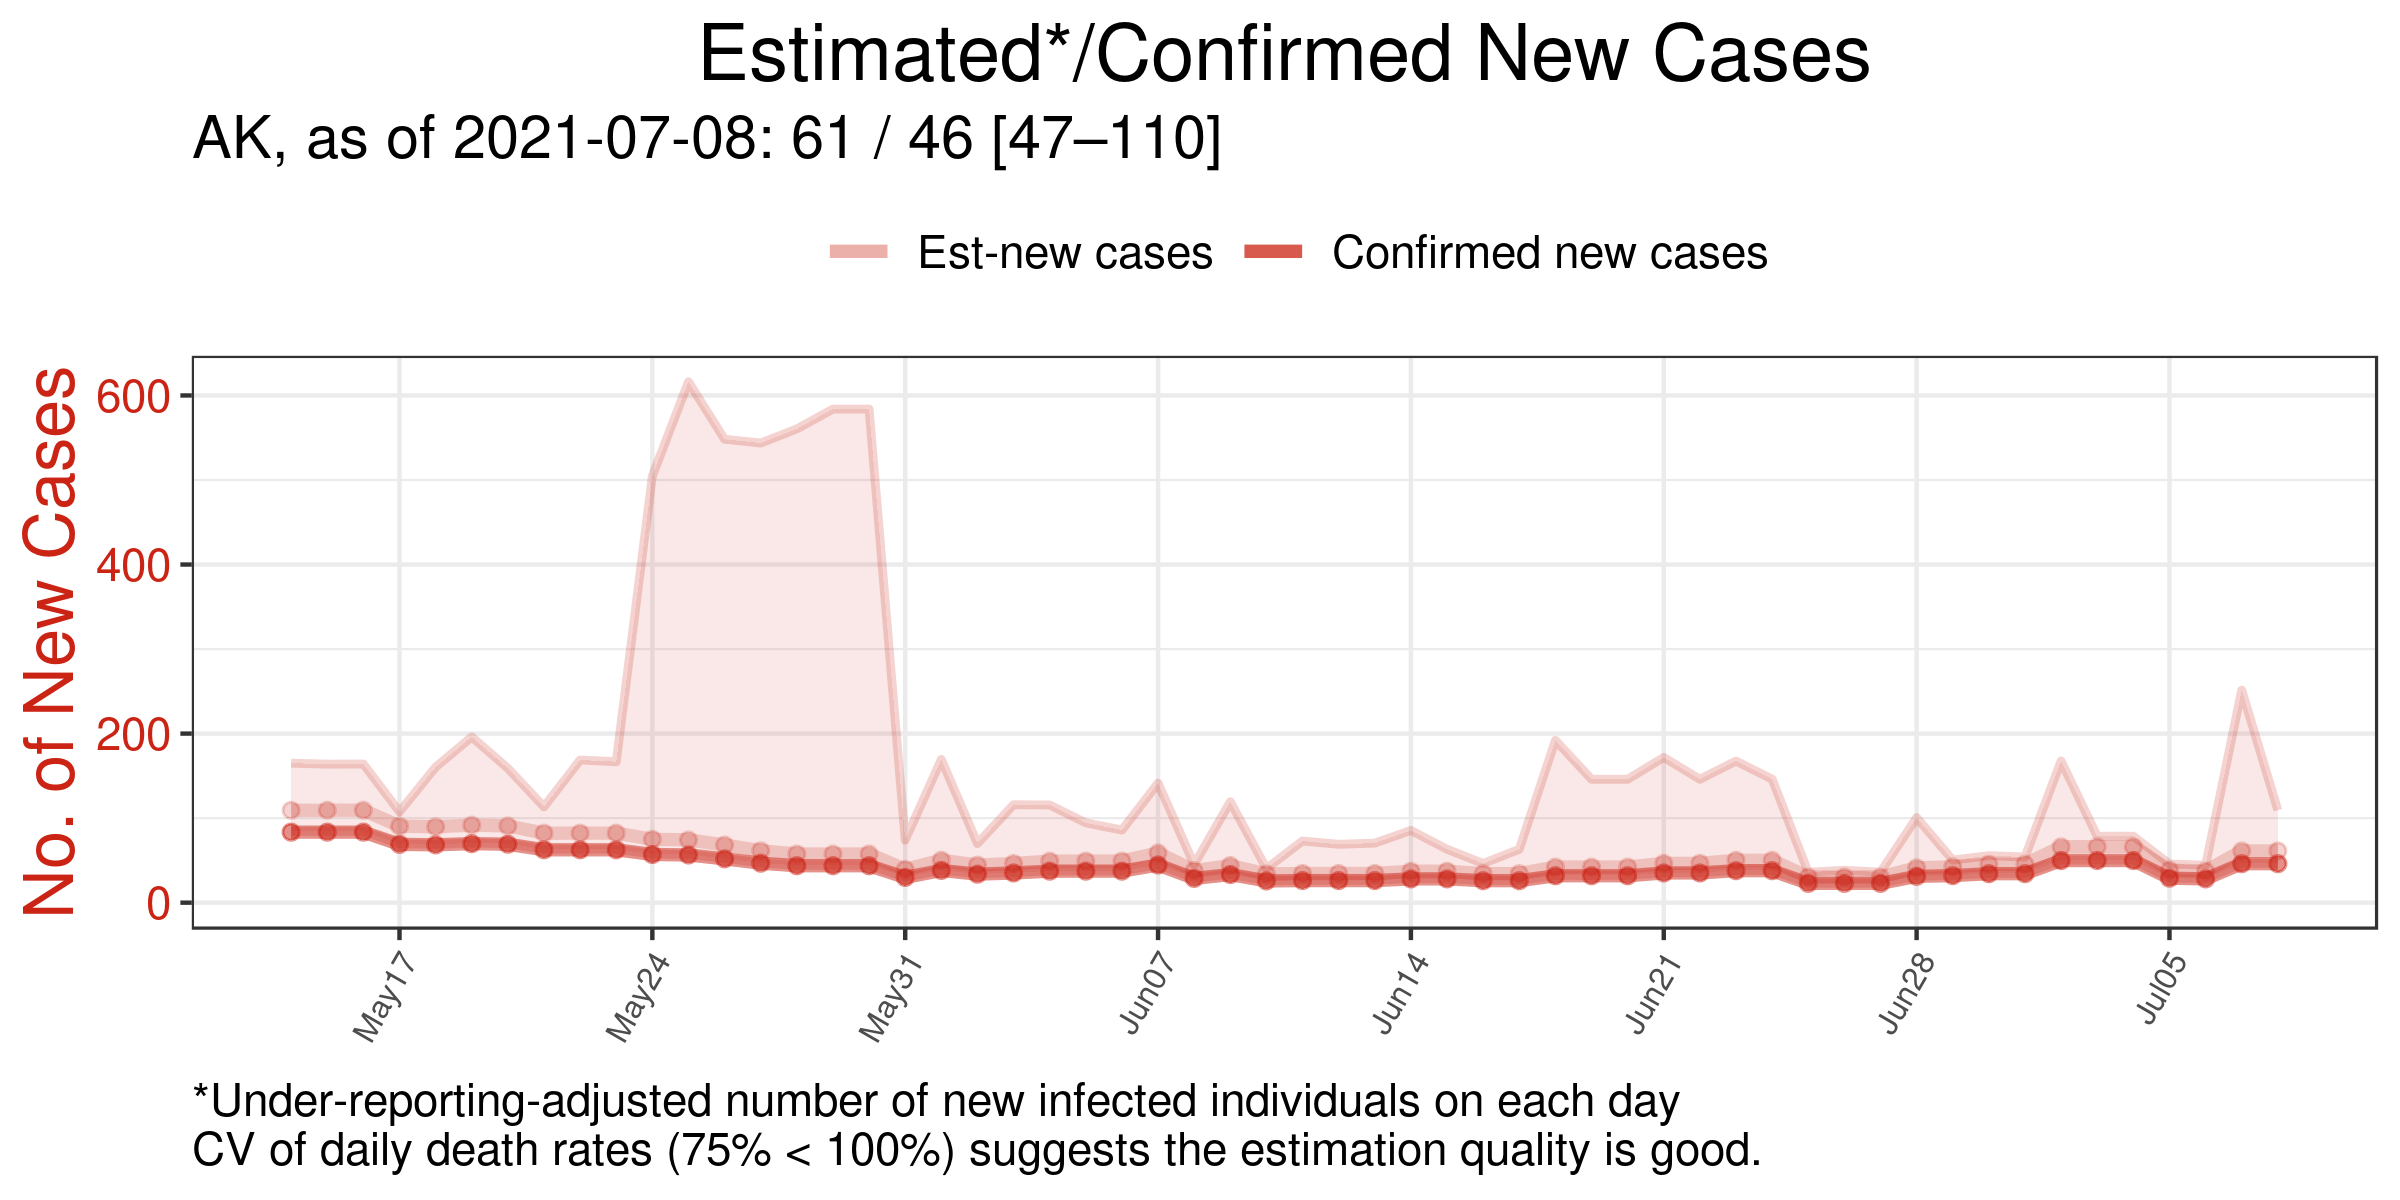 Estimated*/Confirmed New Cases
AK, as of 2021-07-08: 61 / 46 [47–110]
Est-new cases
Confirmed new cases
No. of New Cases
600
400
200
0
May17
May24
May31
Jun07
Jun14
Jun21
Jun28
Jul05
*Under-reporting-adjusted number of new infected individuals on each day
CV of daily death rates (75% < 100%) suggests the estimation quality is good.